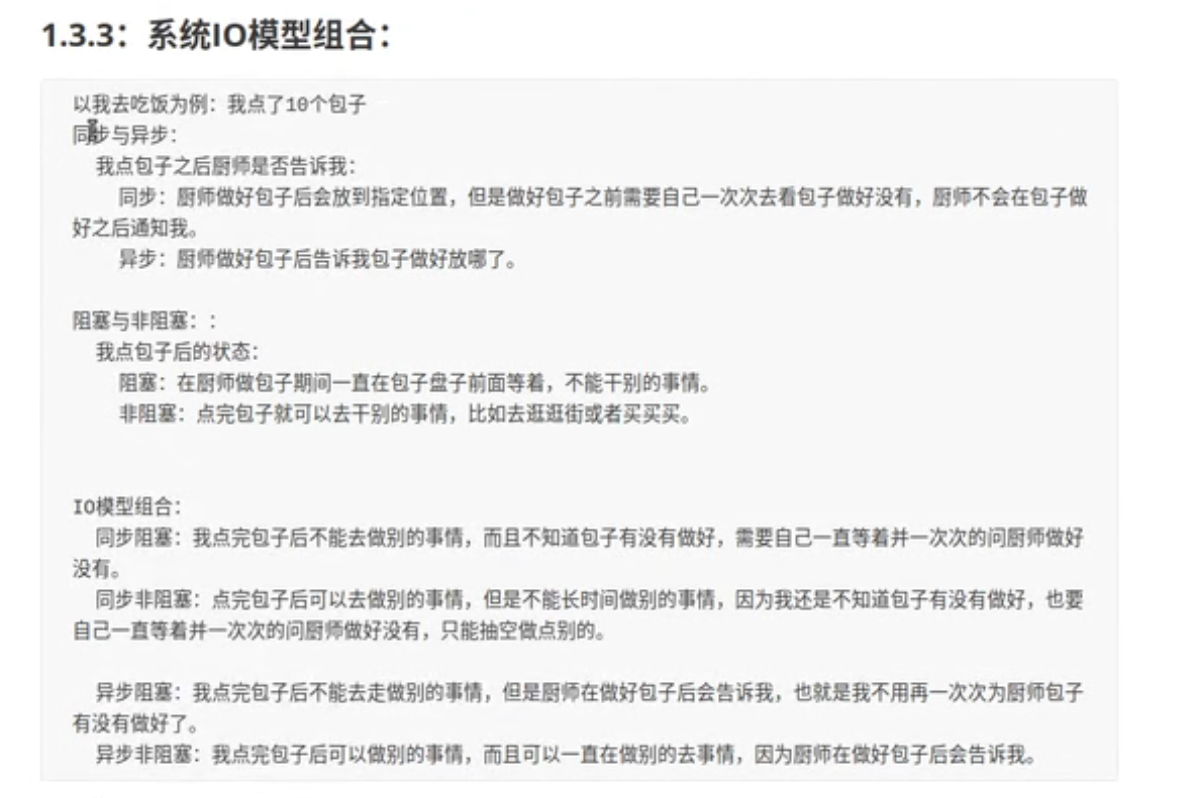 1.3.3：系统IO模型组合：
以我去吃饭为例：我点了10个包子
同步与异步：
我点包子之后厨师是否告诉我：
同步：厨师做好包子后会放到指定位置，但是做好包子之前需要自己一次次去看包子做好没有，厨师不会在包子做
好之后通知我。
异步：厨师做好包子后告诉我包子做好放哪了。
阻塞与非阻塞：：
我点包子后的状态：
阻塞：在厨师做包子期间一直在包子盘子前面等着，不能干别的事情。
非阻塞：点完包子就可以去干别的事情，比如去逛逛街或者买买买。
IO模型组合：
同步阻塞：我点完包子后不能去做别的事情，而且不知道包子有没有做好，需要自己一直等着并一次次的问厨师做好
没有。
同步非阻塞：点完包子后可以去做别的事情，但是不能长时间做别的事情，因为我还是不知道包子有没有做好，也要
自己一直等着并一次次的问厨师做好没有，只能抽空做点别的。
异步阻塞：我点完包子后不能去走做别的事情，但是厨师在做好包子后会告诉我，也就是我不用再一次次为厨师包子
有没有做好了。
异步非阻塞：我点完包子后可以做别的事情，而且可以一直在做别的去事情，因为厨师在做好包子后会告诉我。